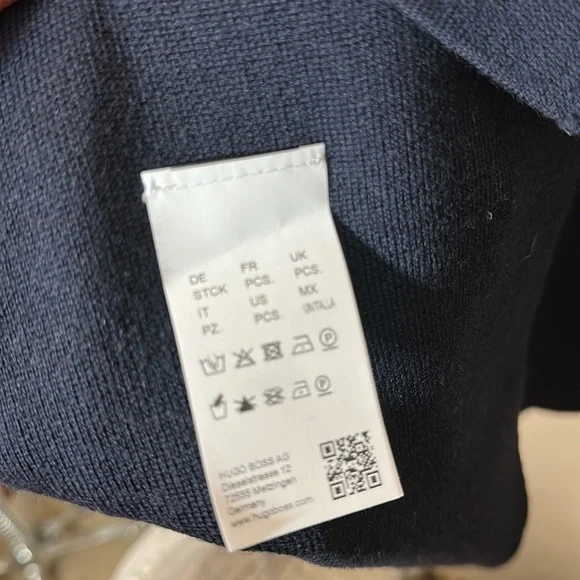 DE FR UK
STCK PCS. PCS.
IT US MX
PZ. PCS. UNTALLA
HUGO BOSS AG
Dieselstrasse 12
72555 Metzingen
Germany
www.hugoboss.com